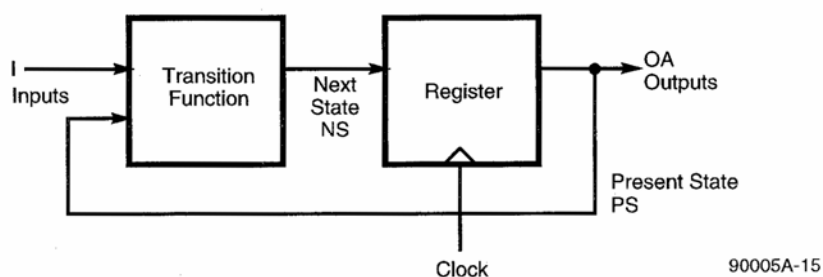 I
Inputs
Transition
Function
Next
State
NS
Register
OA
Outputs
Present State
PS
Clock
90005A-15